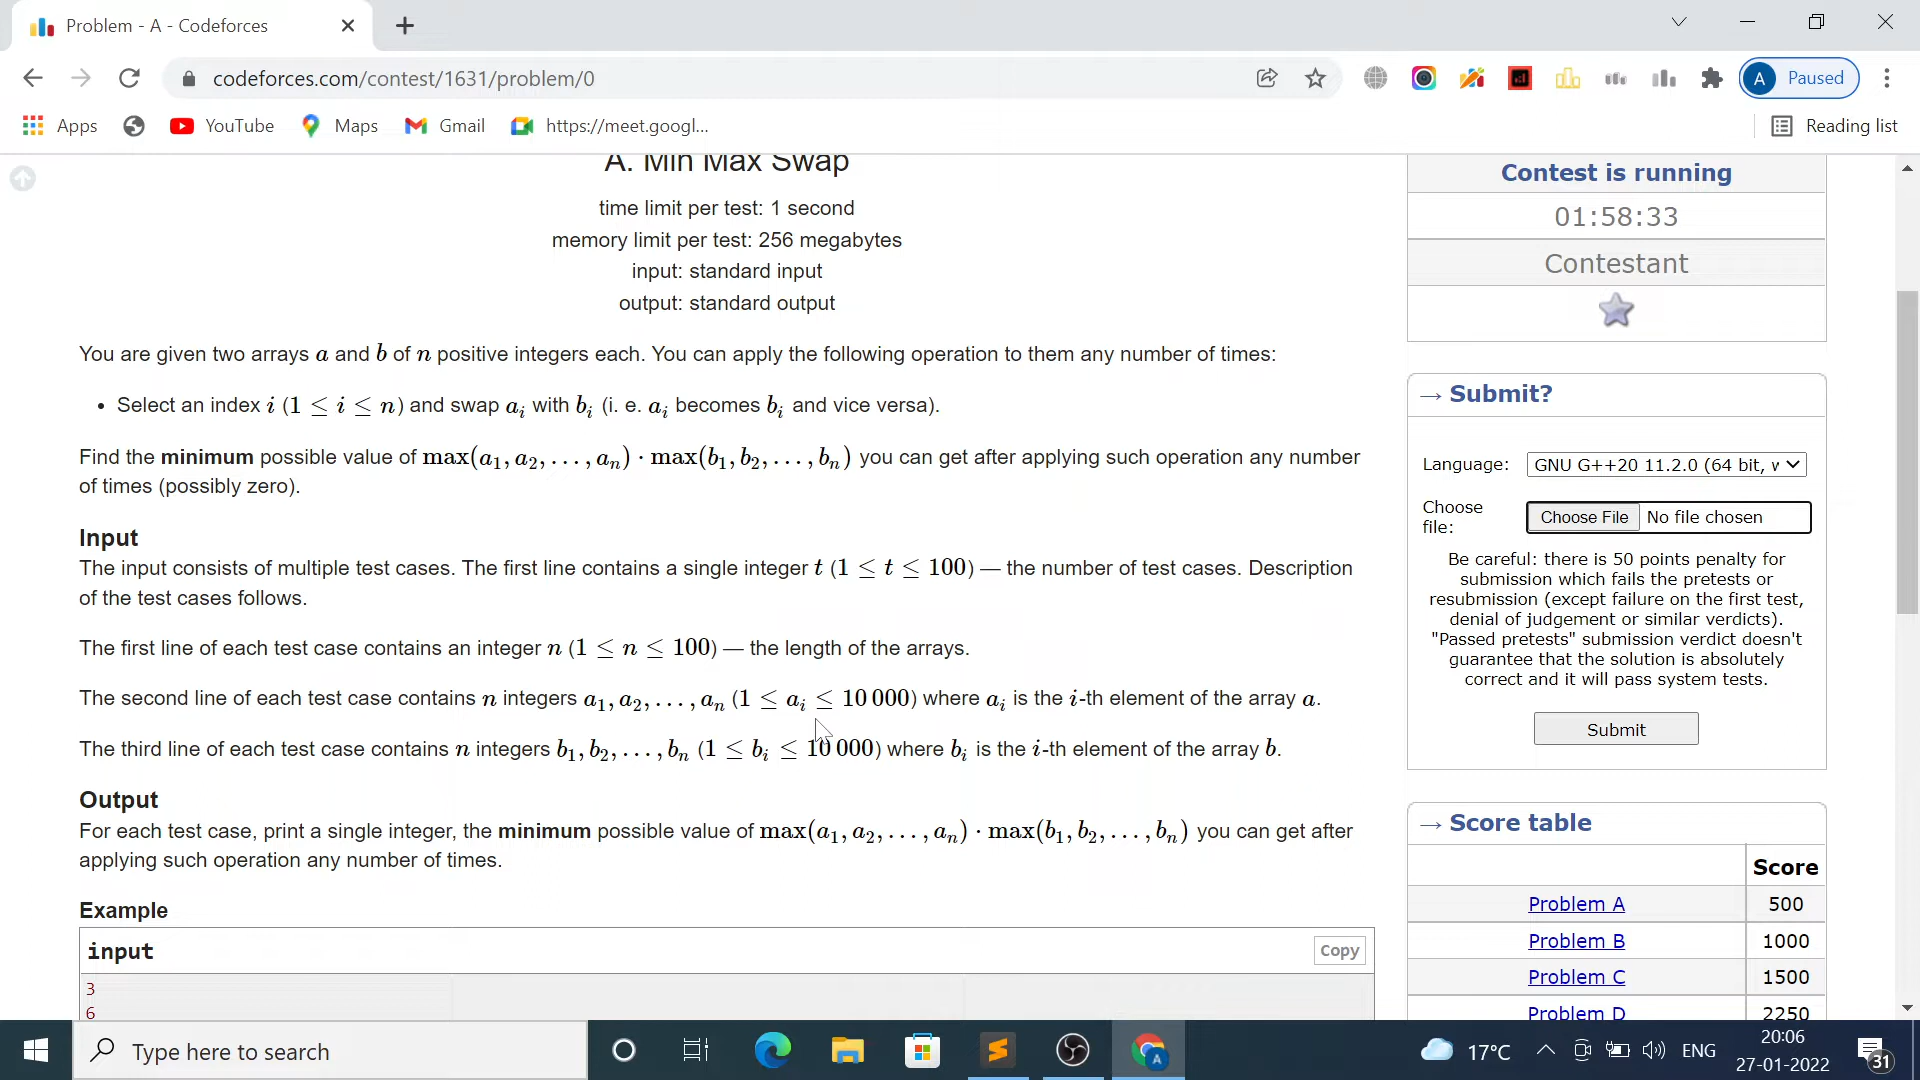 Problem - A - Codeforces
codeforces.com/contest/1631/problem/0
A Paused
Apps YouTube Maps Gmail https://meet.googl... Reading list
A. Min Max Swap
time limit per test: 1 second
memory limit per test: 256 megabytes
input: standard input
output: standard output
You are given two arrays a and b of n positive integers each. You can apply the following operation to them any number of times:
• Select an index i (1 ≤ i ≤ n) and swap a_i with b_i (i. e. a_i becomes b_i and vice versa).
Find the minimum possible value of max(a_1, a_2, ..., a_n) · max(b_1, b_2, ..., b_n) you can get after applying such operation any number
of times (possibly zero).
Input
The input consists of multiple test cases. The first line contains a single integer t (1 ≤ t ≤ 100) — the number of test cases. Description
of the test cases follows.
The first line of each test case contains an integer n (1 ≤ n ≤ 100) — the length of the arrays.
The second line of each test case contains n integers a_1, a_2, ..., a_n (1 ≤ a_i ≤ 10 000) where a_i is the i-th element of the array a.
The third line of each test case contains n integers b_1, b_2, ..., b_n (1 ≤ b_i ≤ 10 000) where b_i is the i-th element of the array b.
Output
For each test case, print a single integer, the minimum possible value of max(a_1, a_2, ..., a_n) · max(b_1, b_2, ..., b_n) you can get after
applying such operation any number of times.
Example
input
Copy
3
6
Contest is running
01:58:33
Contestant
→ Submit?
Language: GNU G++20 11.2.0 (64 bit, w
Choose
file:
Choose File No file chosen
Be careful: there is 50 points penalty for
submission which fails the pretests or
resubmission (except failure on the first test,
denial of judgement or similar verdicts).
"Passed pretests" submission verdict doesn't
guarantee that the solution is absolutely
correct and it will pass system tests.
Submit
→ Score table
Score
Problem A 500
Problem B 1000
Problem C 1500
Problem D 2250
Type here to search
A
17°C
ENG
20:06
27-01-2022
31